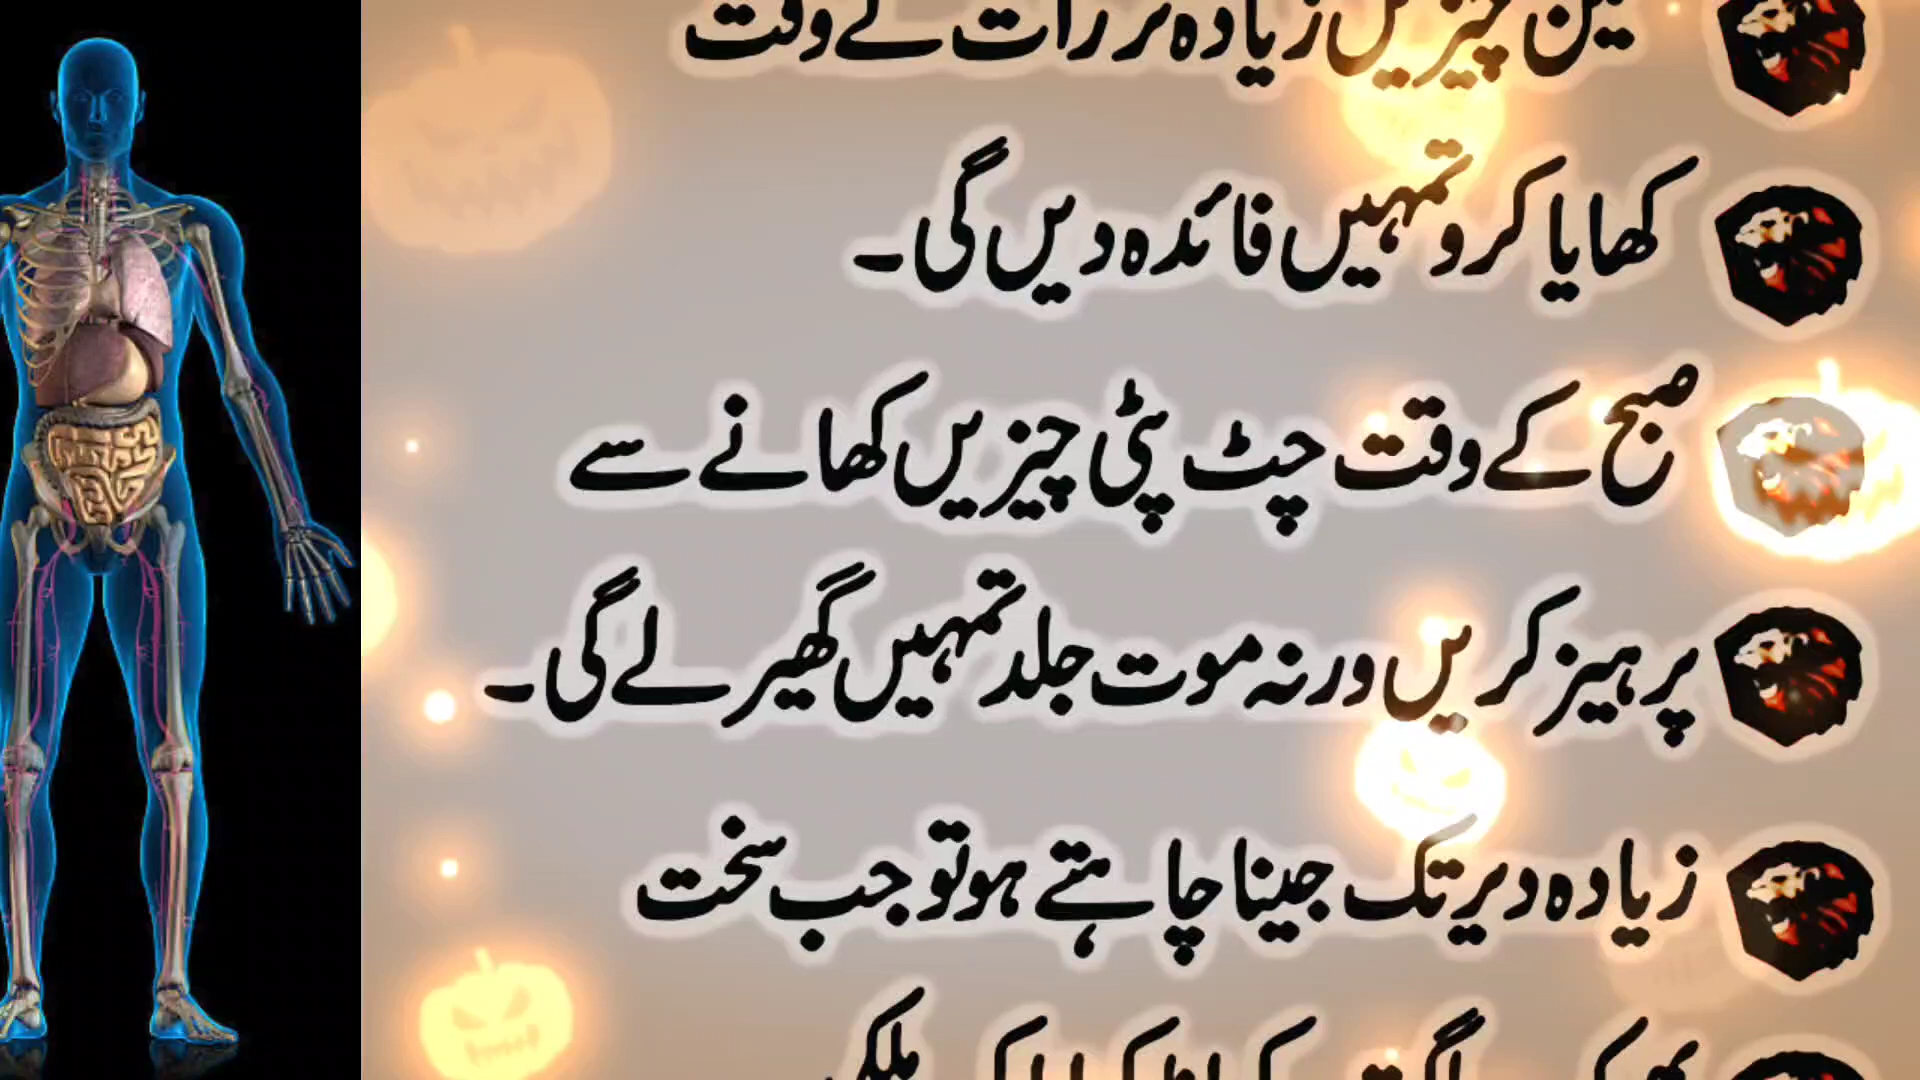 چیزیں زیادہ تر رات کے وقت
کھایا کرو تمہیں فائدہ دیں گی۔
صبح کے وقت چٹ پٹی چیزیں کھانے سے
پرہیز کریں ورنہ موت جلد تمہیں گھیر لے گی۔
زیادہ دیر تک جینا چاہتے ہو تو جب سخت